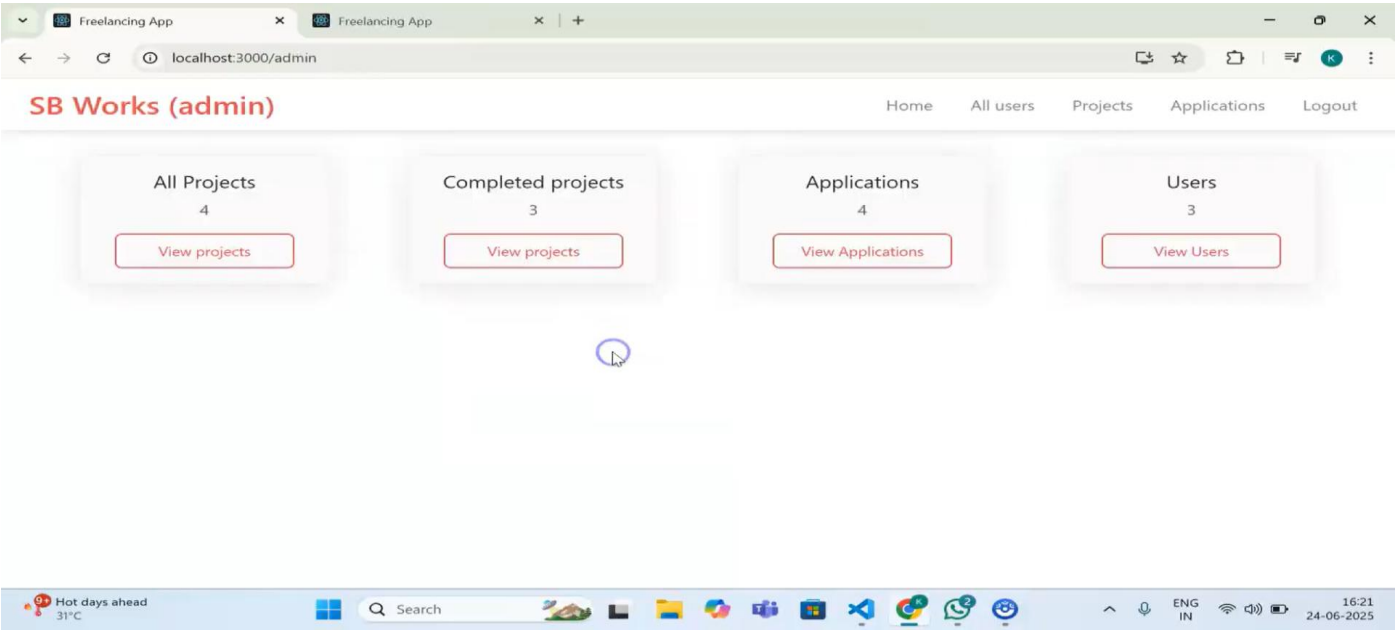 Freelancing App
Freelancing App
localhost:3000/admin
K
SB Works (admin)
Home All users Projects Applications Logout
All Projects Completed projects Applications Users
4 3 4 3
View projects View projects View Applications View Users
9+ Hot days ahead
31°C
Search
K
2
ENG
IN
16:21
24-06-2025